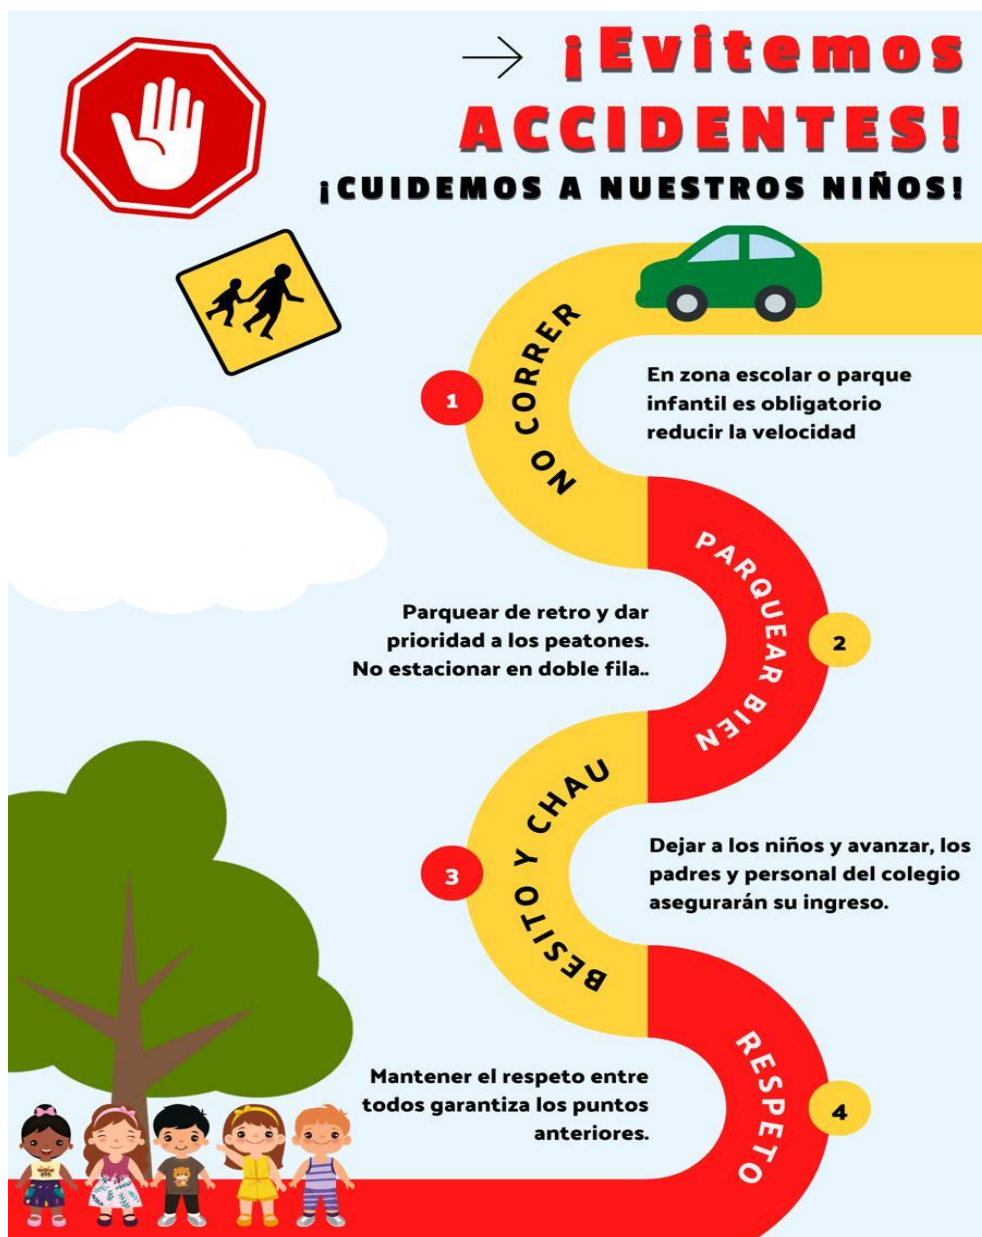 ¡Evitemos
ACCIDENTES!
¡CUIDEMOS A NUESTROS NIÑOS!
1
NO CORRER
En zona escolar o parque
infantil es obligatorio
reducir la velocidad
PARQUEAR BIEN
2
Parquear de retro y dar
prioridad a los peatones.
No estacionar en doble fila..
3
BESITO Y CHAU
Dejar a los niños y avanzar, los
padres y personal del colegio
asegurarán su ingreso.
RESPETO
4
Mantener el respeto entre
todos garantiza los puntos
anteriores.